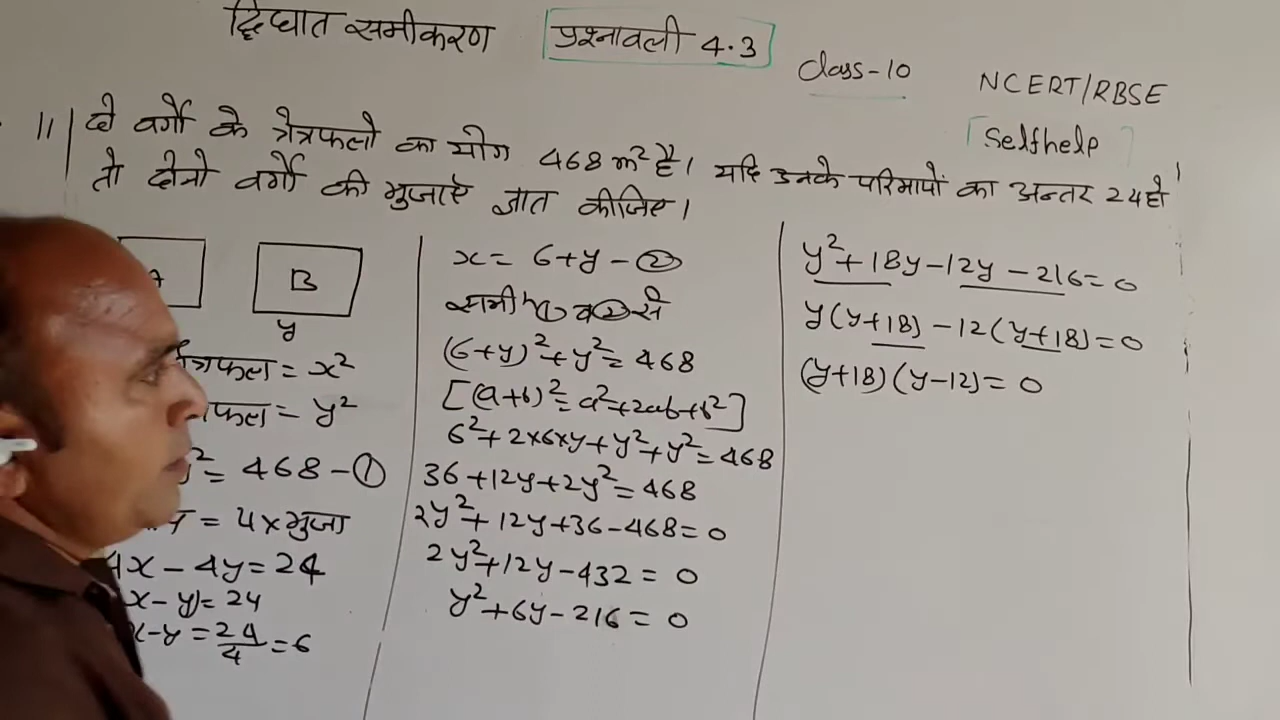 द्विघात समीकरण प्रश्नावली 4.3
Class-10
NCERT/RBSE
Selfhelp
11| दो वर्गों के क्षेत्रफलो का योग 468 m² है। यदि उनके परिमापों का अन्तर 24 हो
तो दोनो वर्गों की भुजाऐं ज्ञात कीजिए।
B
y
= x²
= y²
² = 468 - ①
= 4 × भुजा
4x - 4y = 24
x - y) = 24
x - y = 24/4 = 6
x = 6 + y - ②
समी० ① व ② से
(6+y)² + y² = 468
[(a+b)² = a² + 2ab + b²]
6² + 2×6×y + y² + y² = 468
36 + 12y + 2y² = 468
2y² + 12y + 36 - 468 = 0
2y² + 12y - 432 = 0
y² + 6y - 216 = 0
y² + 18y - 12y - 216 = 0
y(y+18) - 12(y+18) = 0
(y+18)(y-12) = 0